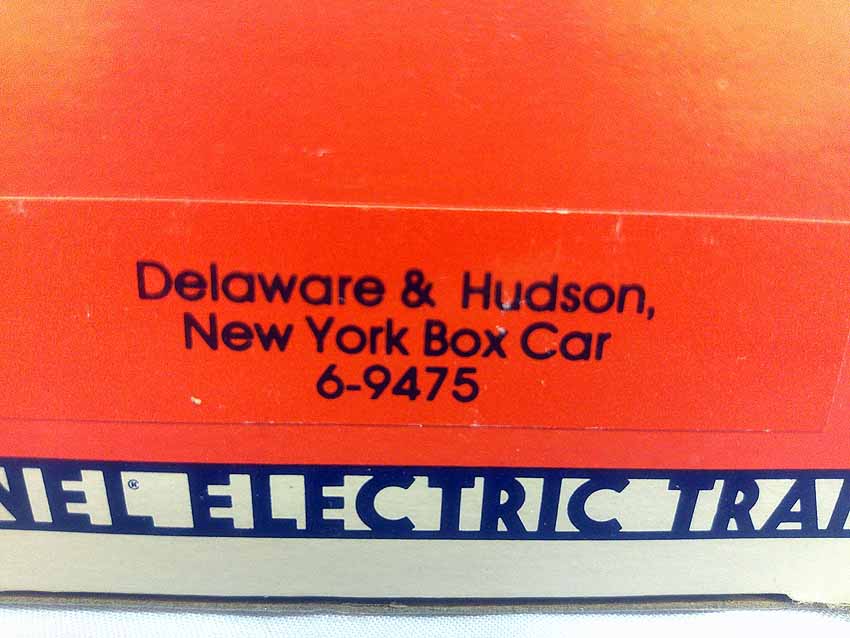 Delaware & Hudson,
New York Box Car
6-9475
NEL® ELECTRIC TRAI